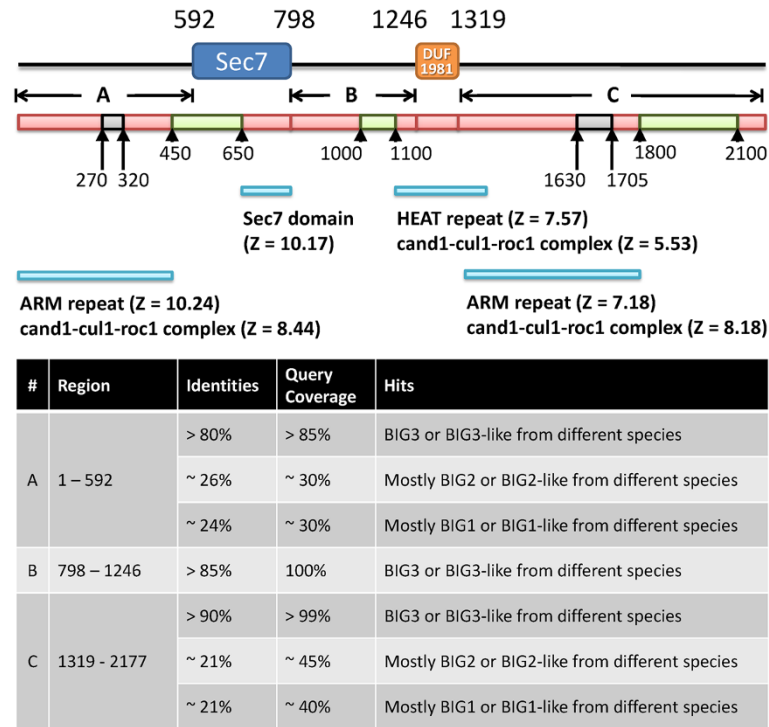 592 798 1246 1319
Sec7
DUF
1981
A B C
450 650 1000 1100 1800 2100
270 320 1630 1705
Sec7 domain
(Z = 10.17)
HEAT repeat (Z = 7.57)
cand1-cul1-roc1 complex (Z = 5.53)
ARM repeat (Z = 10.24)
cand1-cul1-roc1 complex (Z = 8.44)
ARM repeat (Z = 7.18)
cand1-cul1-roc1 complex (Z = 8.18)
# Region Identities Query Coverage Hits
> 80% > 85% BIG3 or BIG3-like from different species
A 1 – 592 ~ 26% ~ 30% Mostly BIG2 or BIG2-like from different species
~ 24% ~ 30% Mostly BIG1 or BIG1-like from different species
B 798 – 1246 > 85% 100% BIG3 or BIG3-like from different species
> 90% > 99% BIG3 or BIG3-like from different species
C 1319 - 2177 ~ 21% ~ 45% Mostly BIG2 or BIG2-like from different species
~ 21% ~ 40% Mostly BIG1 or BIG1-like from different species